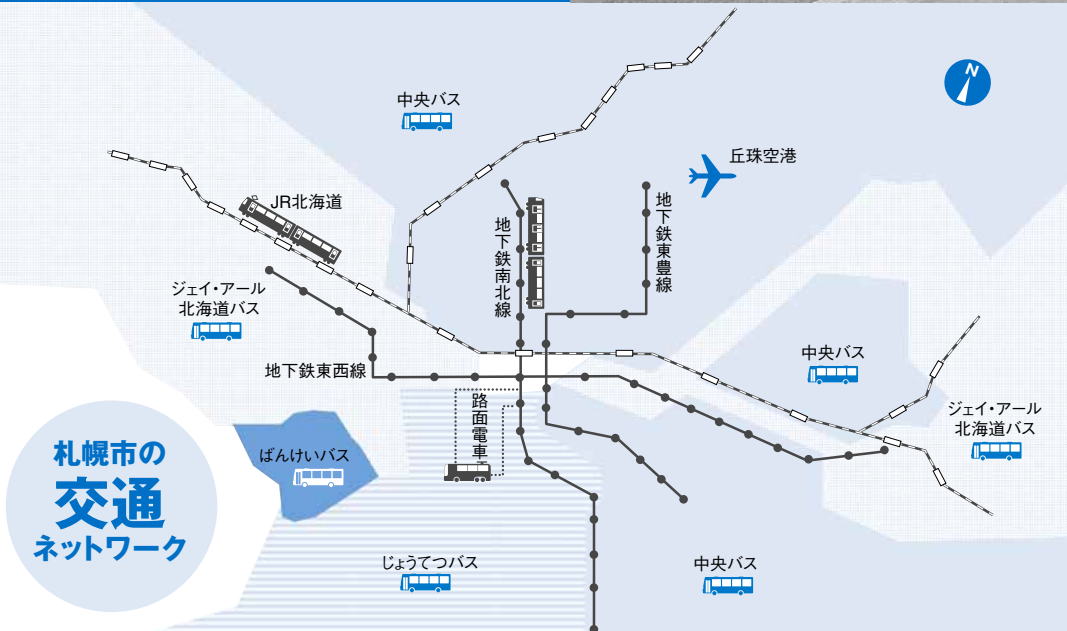 N
中央バス
丘珠空港
JR北海道
地下鉄南北線
地下鉄東豊線
ジェイ・アール
北海道バス
地下鉄東西線
中央バス
路面電車
ジェイ・アール
北海道バス
札幌市の
交通
ネットワーク
ばんけいバス
じょうてつバス
中央バス